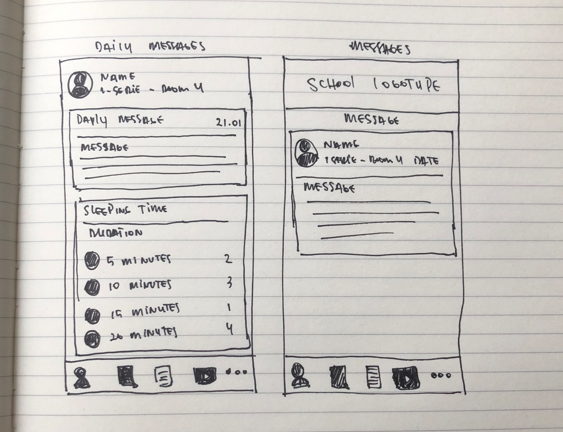 DAILY MESSAGES
NAME
1-SERIE - ROOM 4
DAYLY MESSAGE 21.01
MESSAGE
SLEEPING TIME
DURATION
5 MINUTES 2
10 MINUTES 3
15 MINUTES 1
20 MINUTES 4
MESSAGES
SCHOOL LOGOTYPE
MESSAGE
NAME
1 SERIE - ROOM 4 DATE
MESSAGE